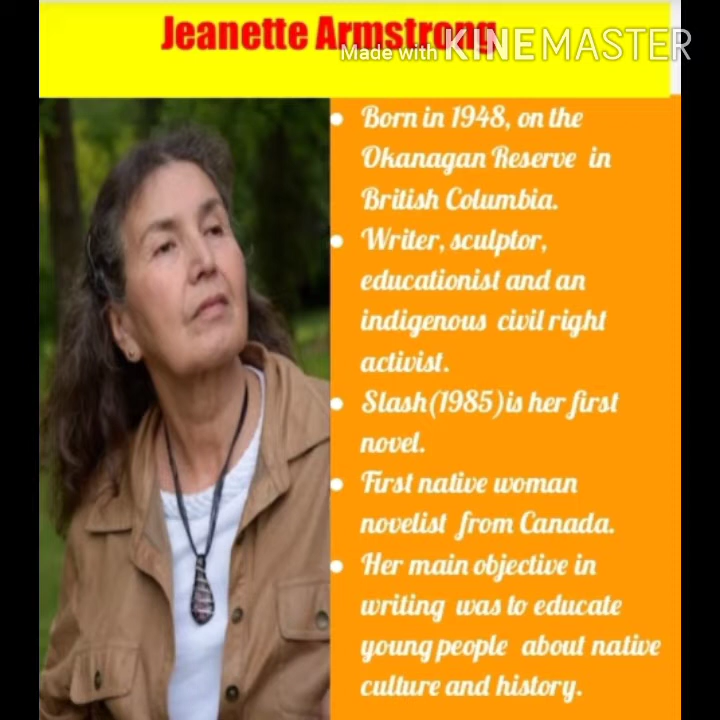 Jeanette Armstrong
Made with KINEMASTER
• Born in 1948, on the
Okanagan Reserve in
British Columbia.
• Writer, sculptor,
educationist and an
indigenous civil right
activist.
• Slash(1985)is her first
novel.
• First native woman
novelist from Canada.
• Her main objective in
writing was to educate
young people about native
culture and history.